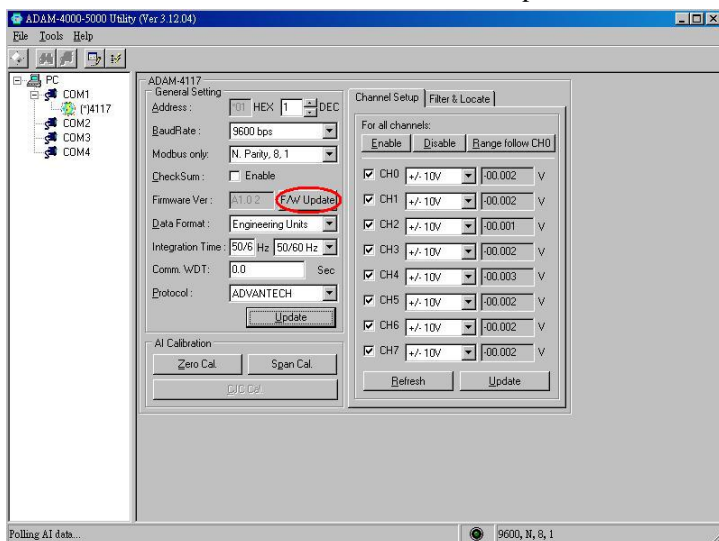 ADAM-4000-5000 Utility (Ver 3.12.04)
File Tools Help
PC
COM1
(*)4117
COM2
COM3
COM4
ADAM-4117
General Setting
Address : *01 HEX 1 DEC
BaudRate : 9600 bps
Modbus only: N. Parity, 8, 1
CheckSum : Enable
Firmware Ver : A1.0 2 F/W Update
Data Format : Engineering Units
Integration Time : 50/6 Hz 50/60 Hz
Comm. WDT: 0.0 Sec
Protocol : ADVANTECH
Update
AI Calibration
Zero Cal. Span Cal.
CJC Cal
Channel Setup Filter & Locate
For all channels:
Enable Disable Range follow CH0
CH0 +/- 10V -00.002 V
CH1 +/- 10V -00.002 V
CH2 +/- 10V -00.001 V
CH3 +/- 10V -00.002 V
CH4 +/- 10V -00.003 V
CH5 +/- 10V -00.002 V
CH6 +/- 10V -00.002 V
CH7 +/- 10V -00.002 V
Refresh Update
Polling AI data... 9600, N, 8, 1